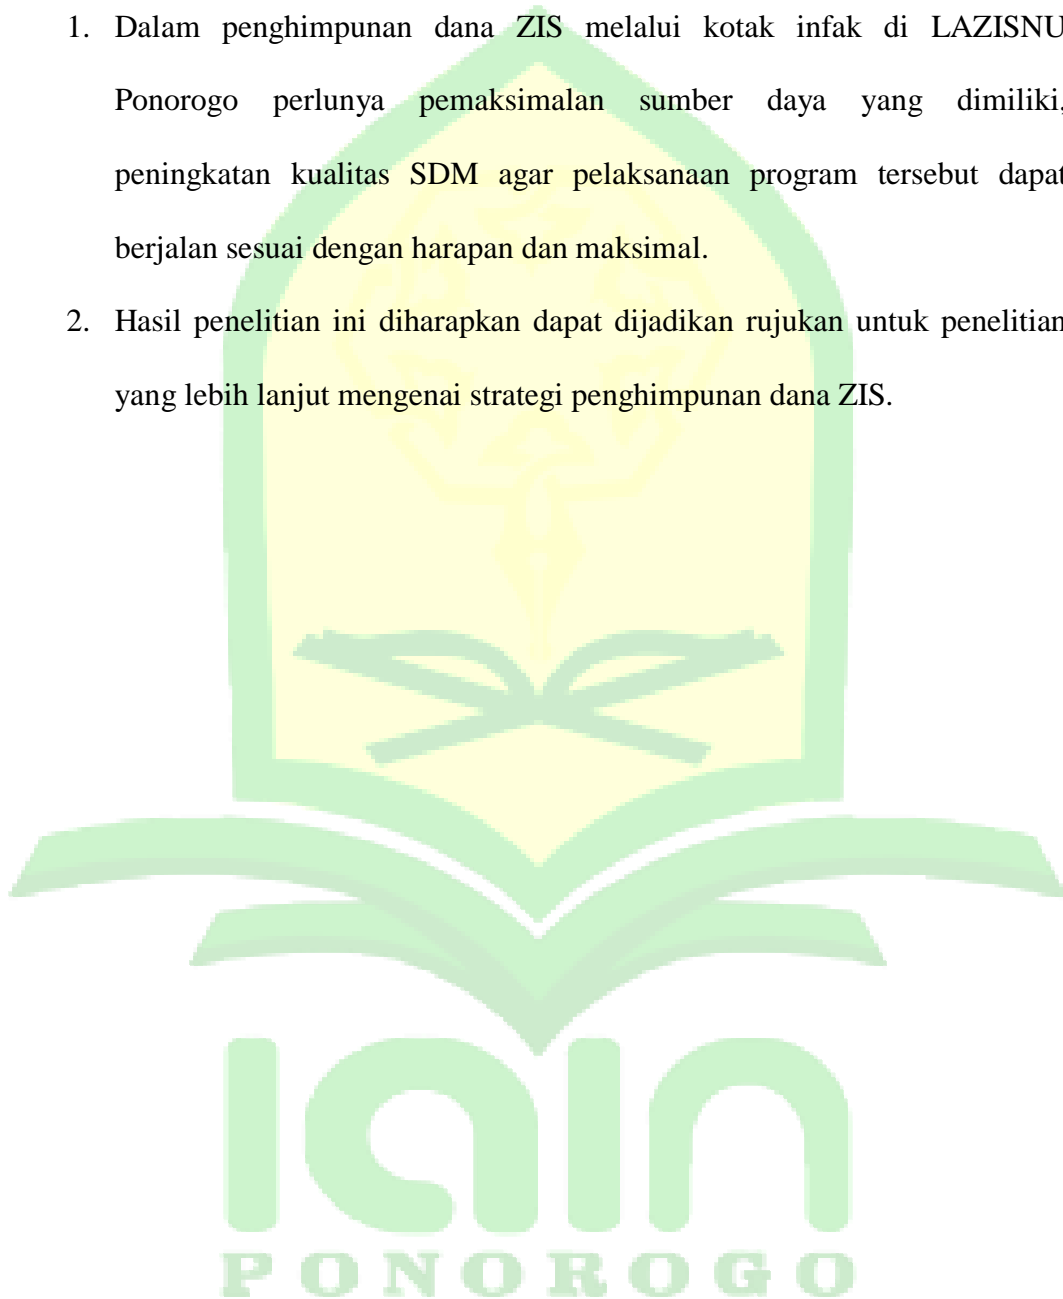 1. Dalam penghimpunan dana ZIS melalui kotak infak di LAZISNU
Ponorogo perlunya pemaksimalan sumber daya yang dimiliki,
peningkatan kualitas SDM agar pelaksanaan program tersebut dapat
berjalan sesuai dengan harapan dan maksimal.
2. Hasil penelitian ini diharapkan dapat dijadikan rujukan untuk penelitian
yang lebih lanjut mengenai strategi penghimpunan dana ZIS.
IAIN
PONOROGO